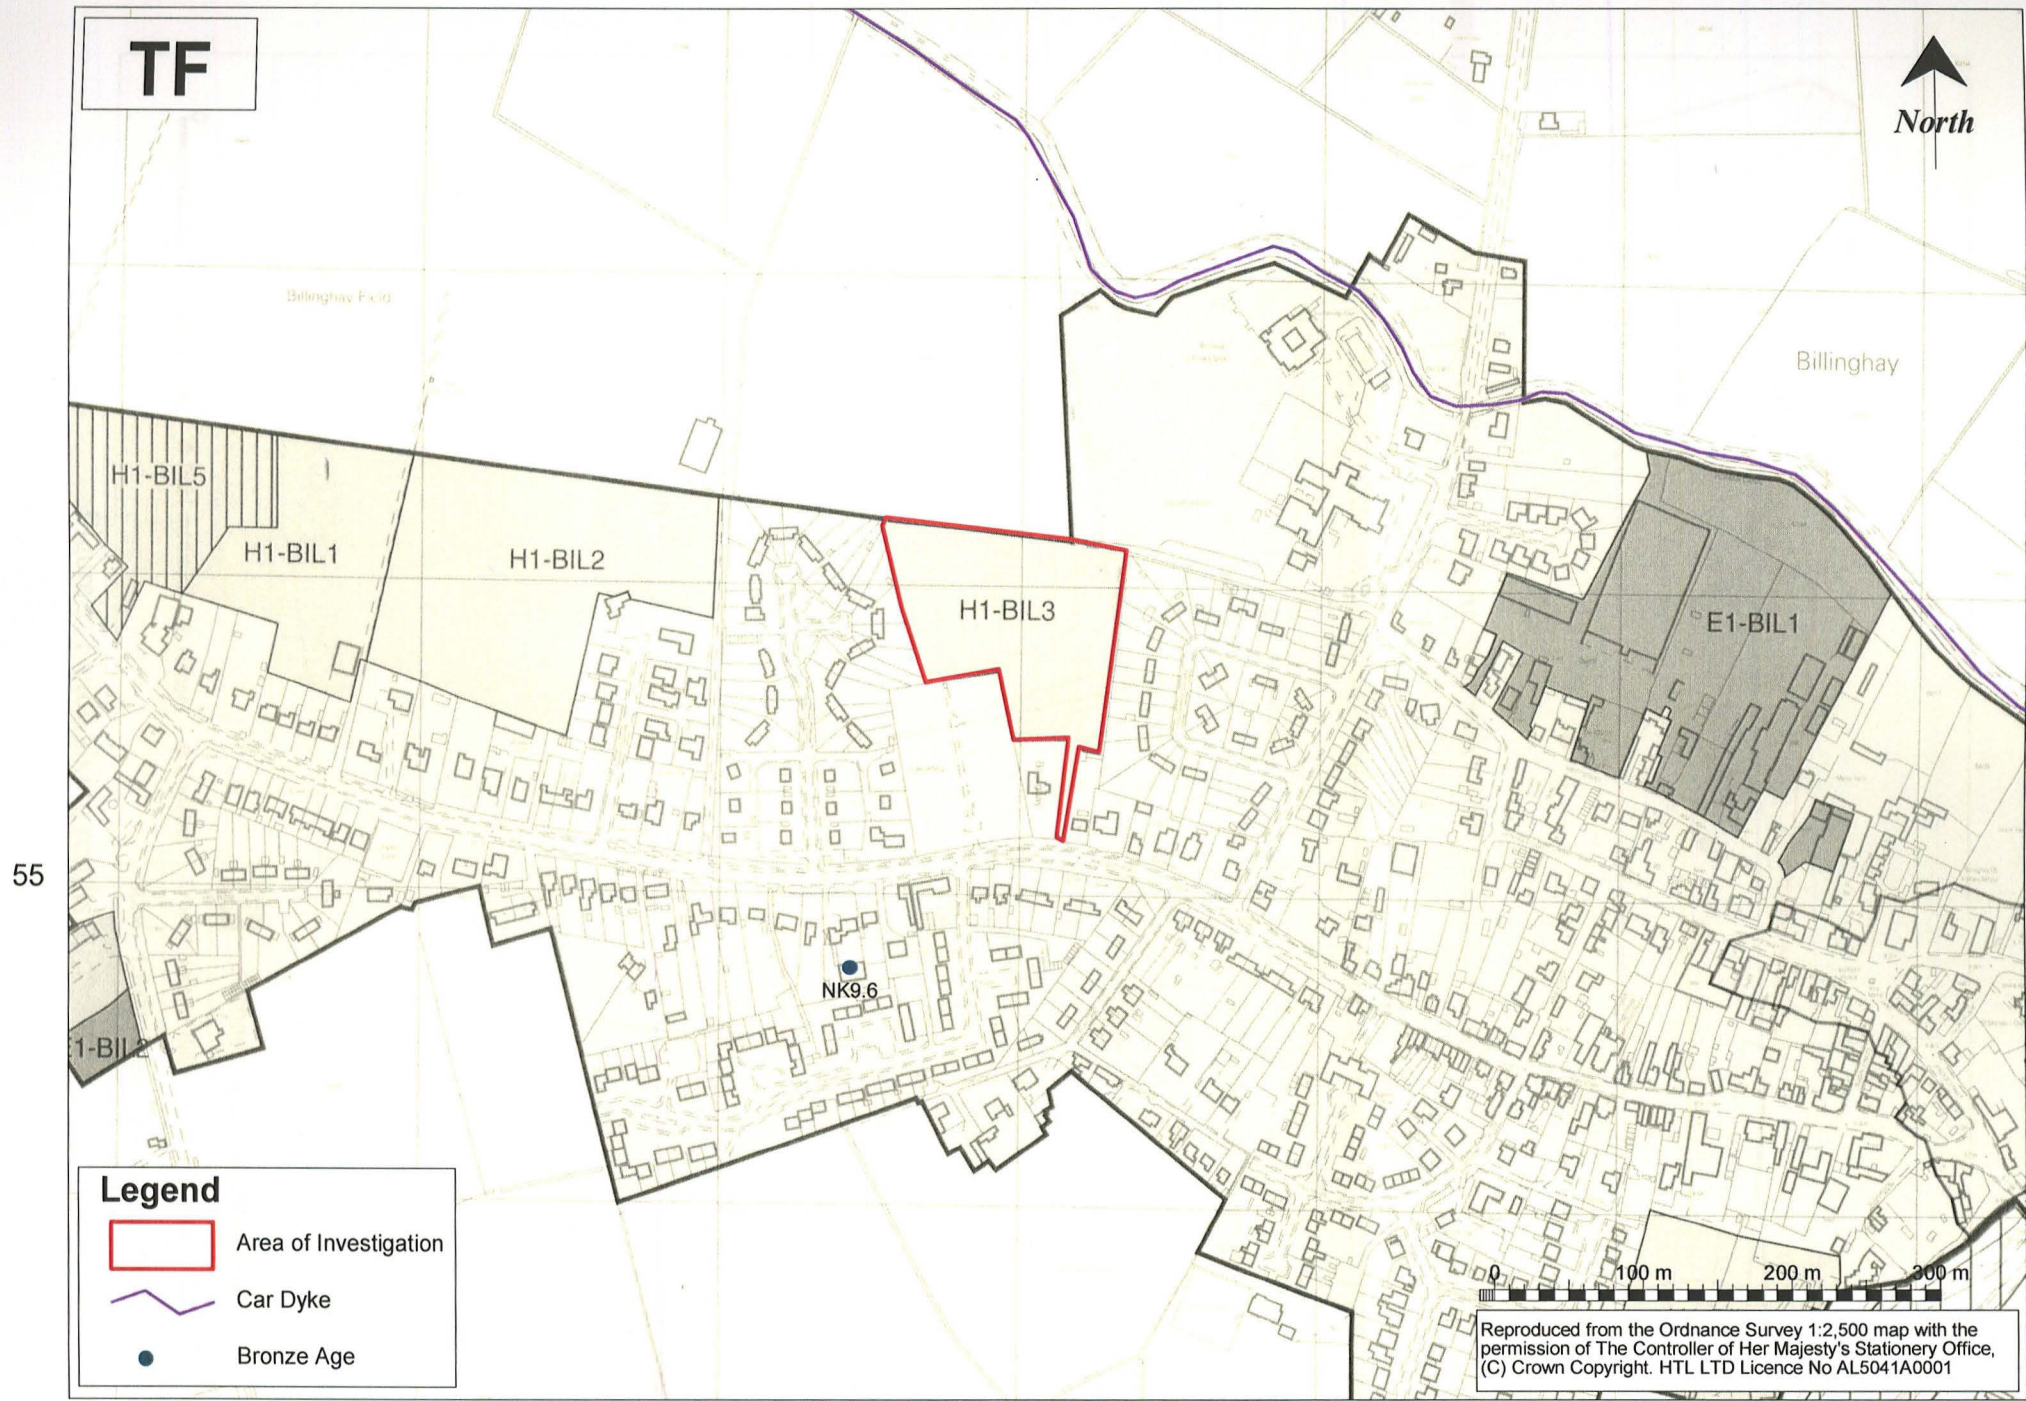 TF
North
Billinghay Field
Billinghay
H1-BIL5
H1-BIL1
H1-BIL2
H1-BIL3
E1-BIL1
55
NK9.6
E1-BIL2
Legend
Area of Investigation
Car Dyke
Bronze Age
0 100 m 200 m 300 m
Reproduced from the Ordnance Survey 1:2,500 map with the
permission of The Controller of Her Majesty's Stationery Office,
(C) Crown Copyright. HTL LTD Licence No AL5041A0001